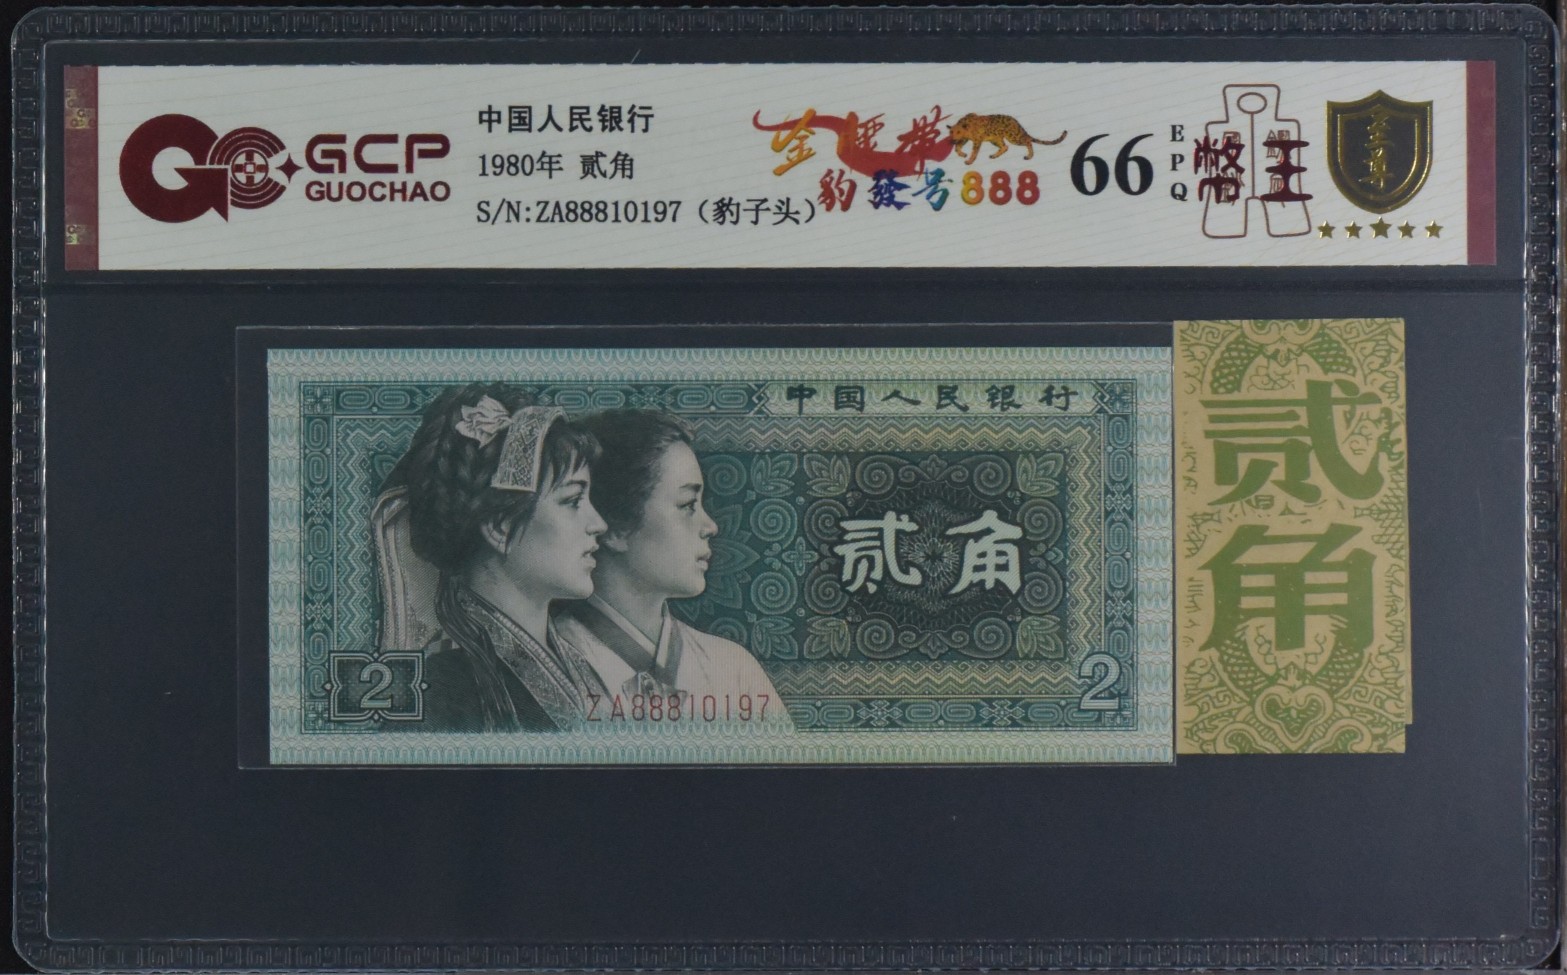 GCP
GUOCHAO
中国人民银行
1980年 贰角
S/N:ZA88810197（豹子头）
金腰带
豹發号888
66
EPQ
至尊
中国人民银行
贰角
2
2
ZA88810197
贰角